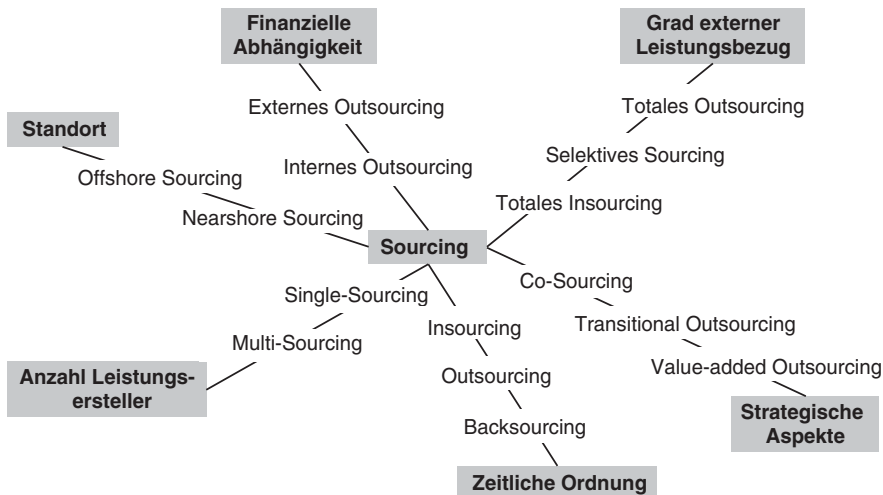 Finanzielle
Abhängigkeit
Grad externer
Leistungsbezug
Externes Outsourcing
Totales Outsourcing
Standort
Internes Outsourcing
Selektives Sourcing
Offshore Sourcing
Totales Insourcing
Nearshore Sourcing
Sourcing
Co-Sourcing
Single-Sourcing
Insourcing
Transitional Outsourcing
Multi-Sourcing
Value-added Outsourcing
Anzahl Leistungs-
ersteller
Outsourcing
Strategische
Aspekte
Backsourcing
Zeitliche Ordnung